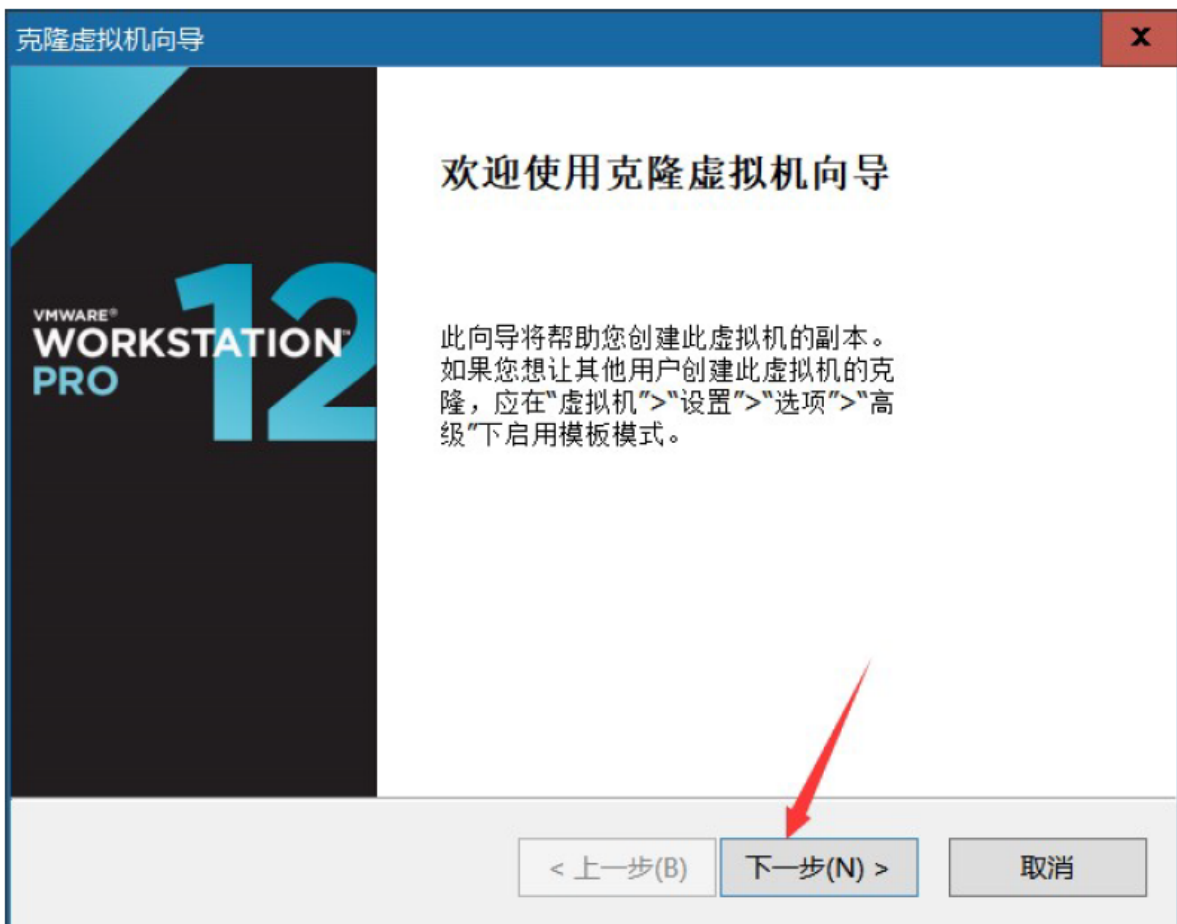 克隆虚拟机向导
X
欢迎使用克隆虚拟机向导
VMWARE®
WORKSTATION™
PRO
12
此向导将帮助您创建此虚拟机的副本。
如果您想让其他用户创建此虚拟机的克
隆，应在“虚拟机”>“设置”>“选项”>“高
级”下启用模板模式。
< 上一步(B)
下一步(N) >
取消